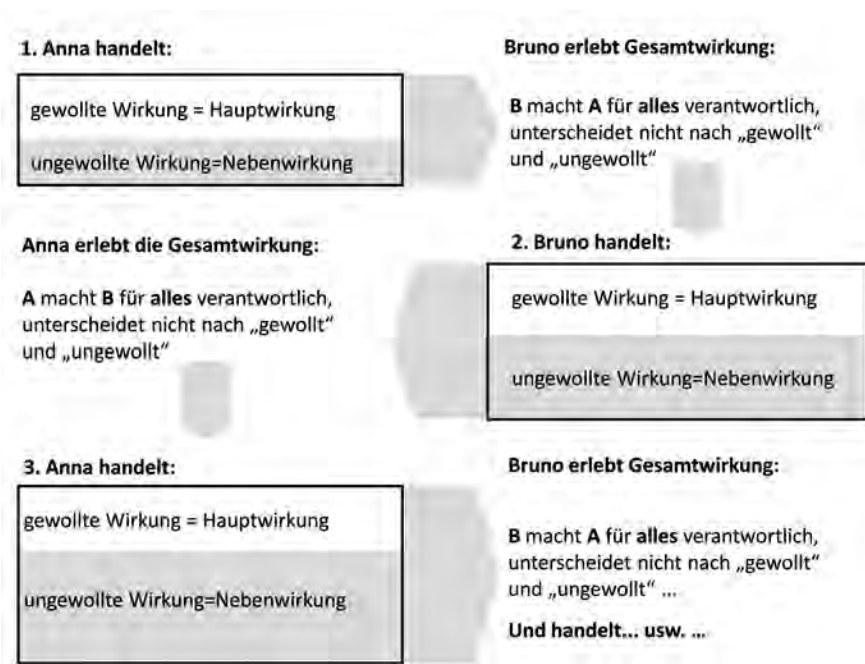 1. Anna handelt:
gewollte Wirkung = Hauptwirkung
ungewollte Wirkung=Nebenwirkung
Bruno erlebt Gesamtwirkung:
B macht A für alles verantwortlich,
unterscheidet nicht nach „gewollt“
und „ungewollt“
2. Bruno handelt:
gewollte Wirkung = Hauptwirkung
ungewollte Wirkung=Nebenwirkung
Anna erlebt die Gesamtwirkung:
A macht B für alles verantwortlich,
unterscheidet nicht nach „gewollt“
und „ungewollt“
3. Anna handelt:
gewollte Wirkung = Hauptwirkung
ungewollte Wirkung=Nebenwirkung
Bruno erlebt Gesamtwirkung:
B macht A für alles verantwortlich,
unterscheidet nicht nach „gewollt“
und „ungewollt“ ...
Und handelt... usw. ...